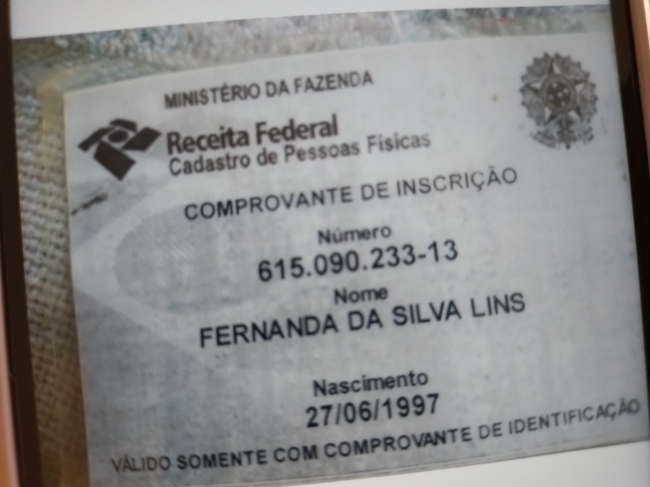 MINISTÉRIO DA FAZENDA
Receita Federal
Cadastro de Pessoas Físicas
COMPROVANTE DE INSCRIÇÃO
Número
615.090.233-13
Nome
FERNANDA DA SILVA LINS
Nascimento
27/06/1997
VÁLIDO SOMENTE COM COMPROVANTE DE IDENTIFICAÇÃO